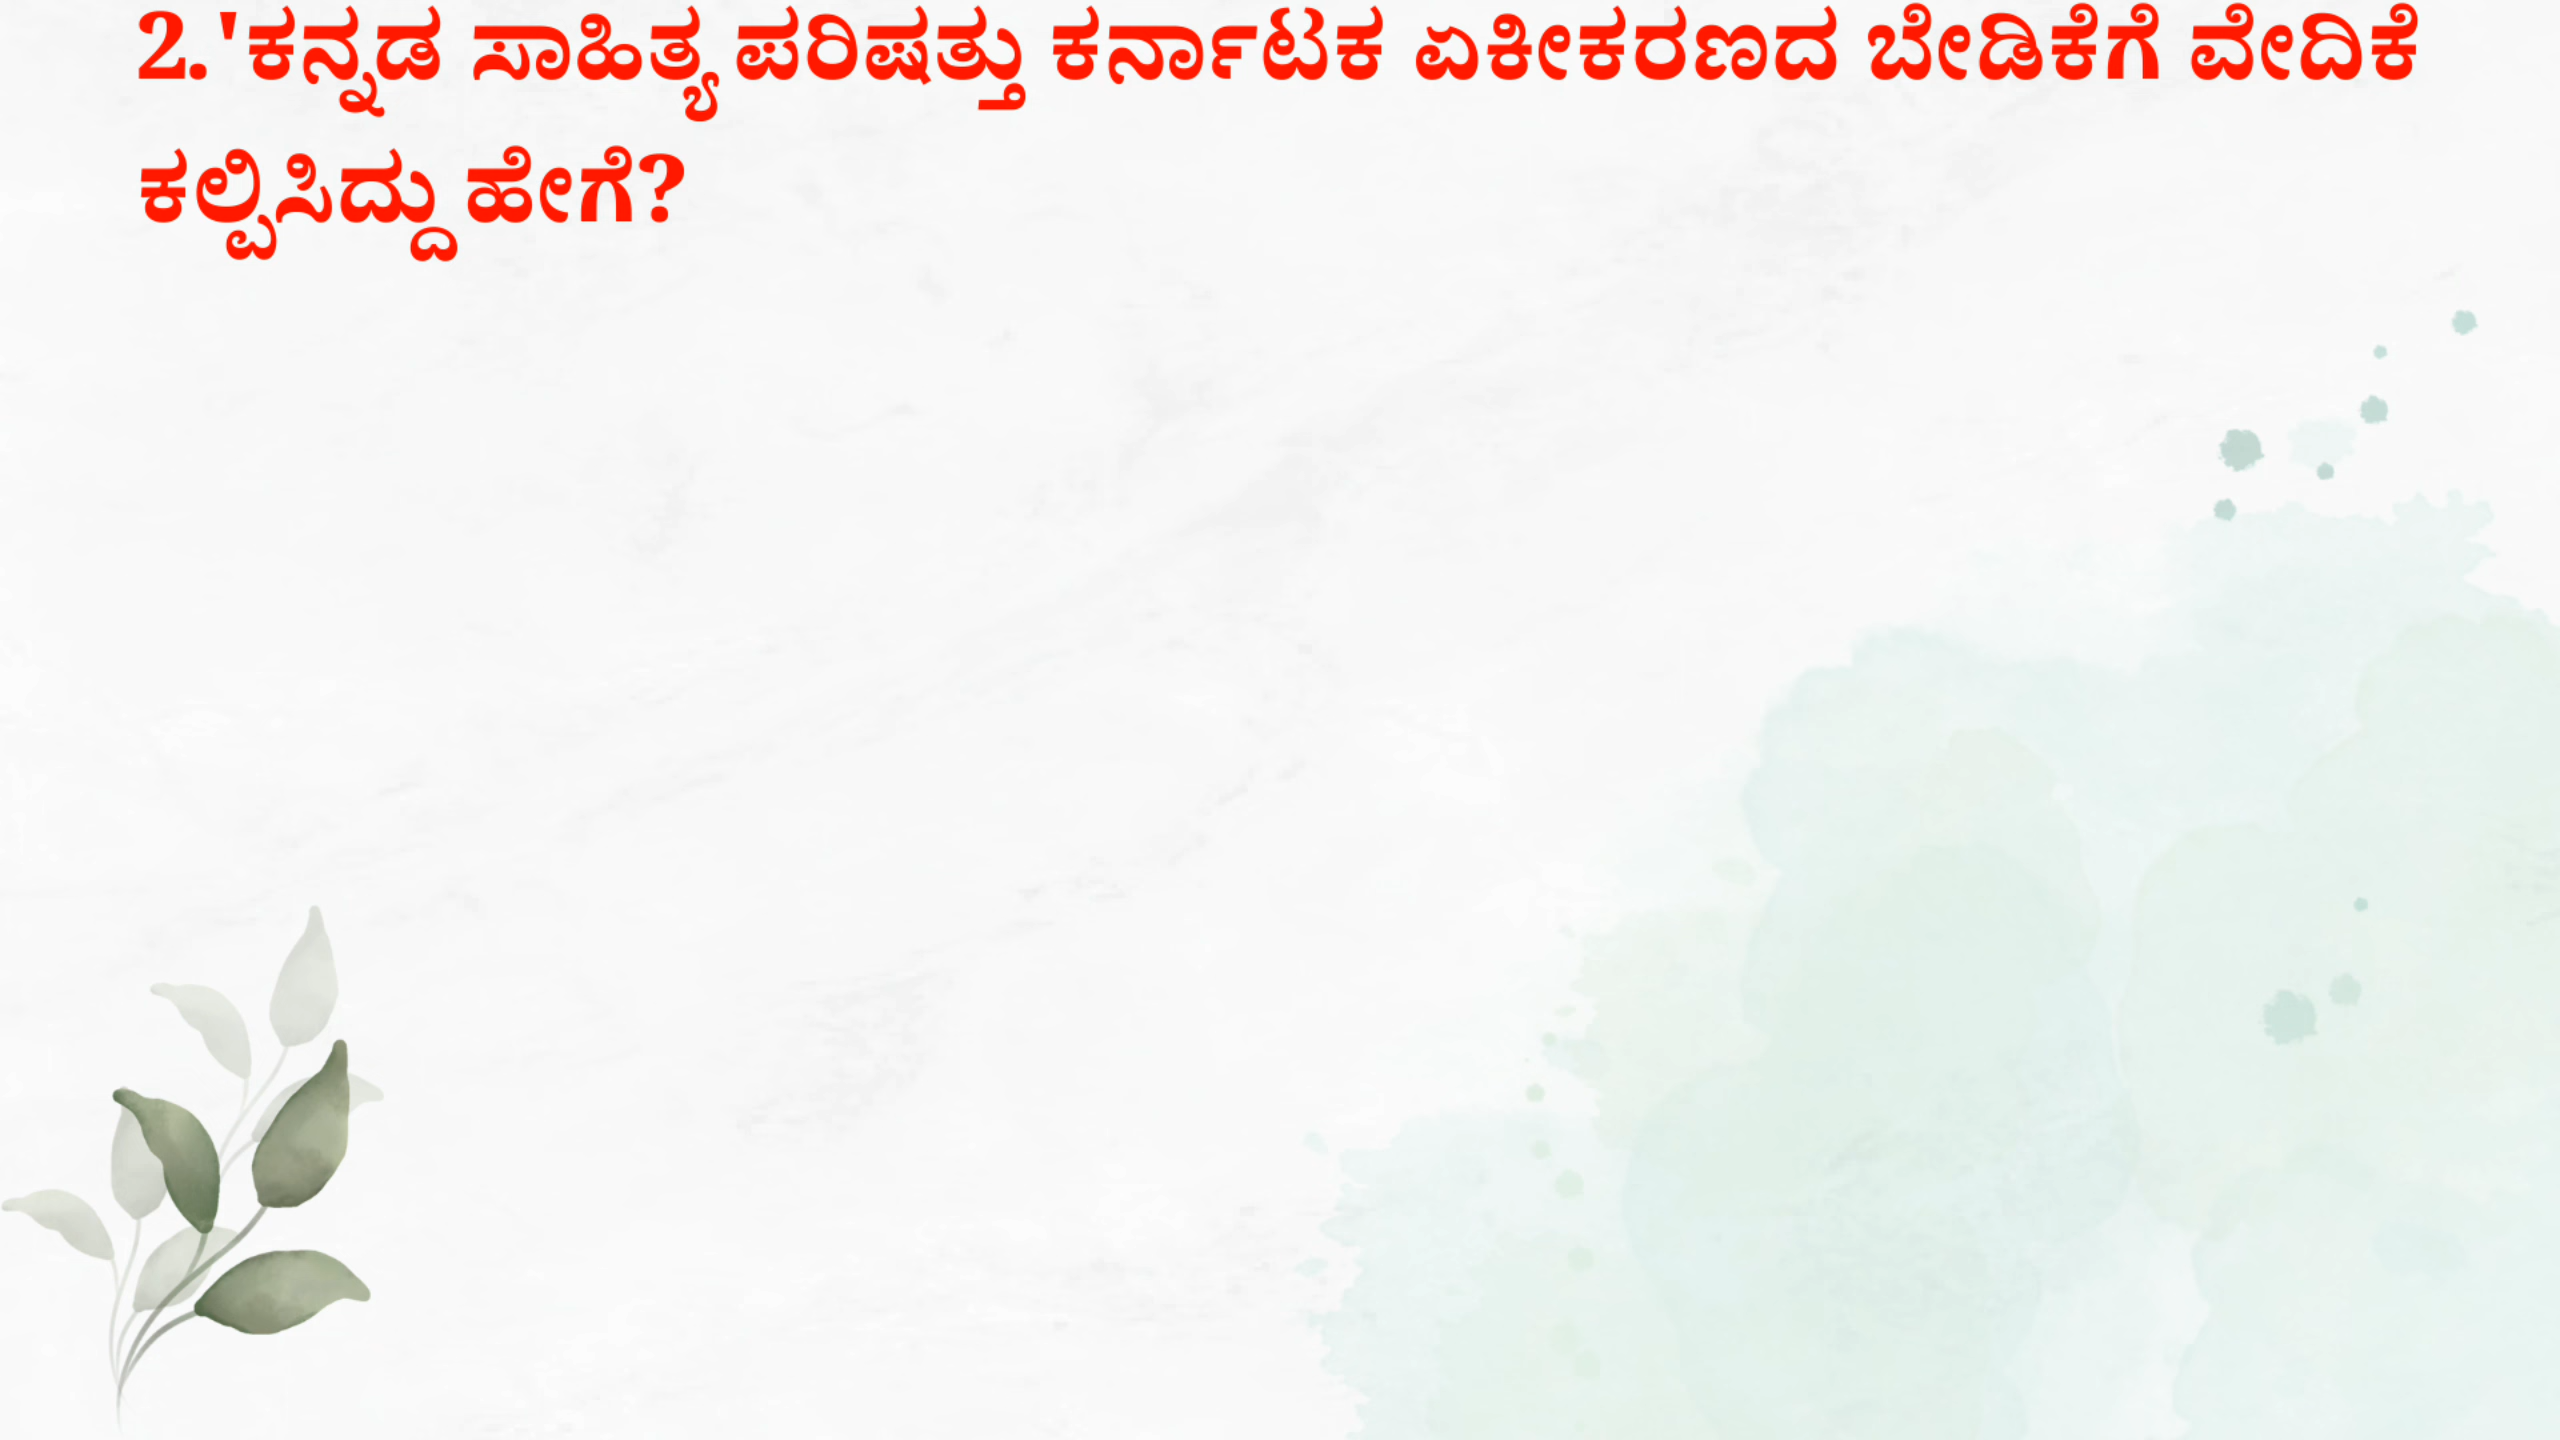 2. 'ಕನ್ನಡ ಸಾಹಿತ್ಯ ಪರಿಷತ್ತು ಕರ್ನಾಟಕ ಏಕೀಕರಣದ ಬೇಡಿಕೆಗೆ ವೇದಿಕೆ
ಕಲ್ಪಿಸಿದ್ದು ಹೇಗೆ?